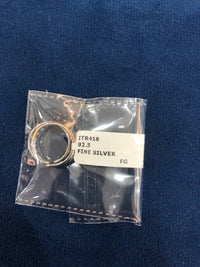 ITR418
92.5
FINE SILVER
FG